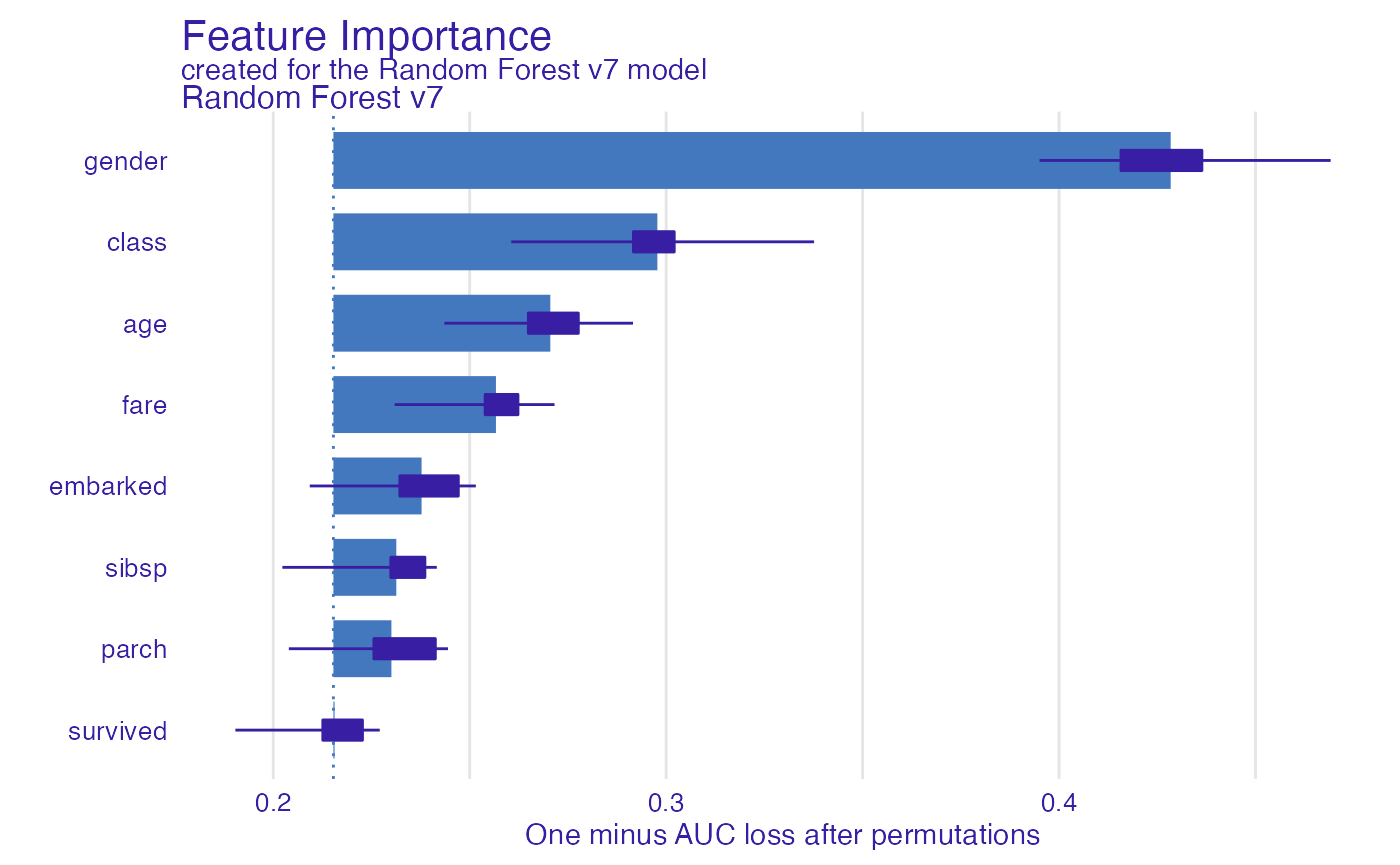 Feature Importance
created for the Random Forest v7 model
Random Forest v7
gender
class
age
fare
embarked
sibsp
parch
survived
0.2 0.3 0.4
One minus AUC loss after permutations